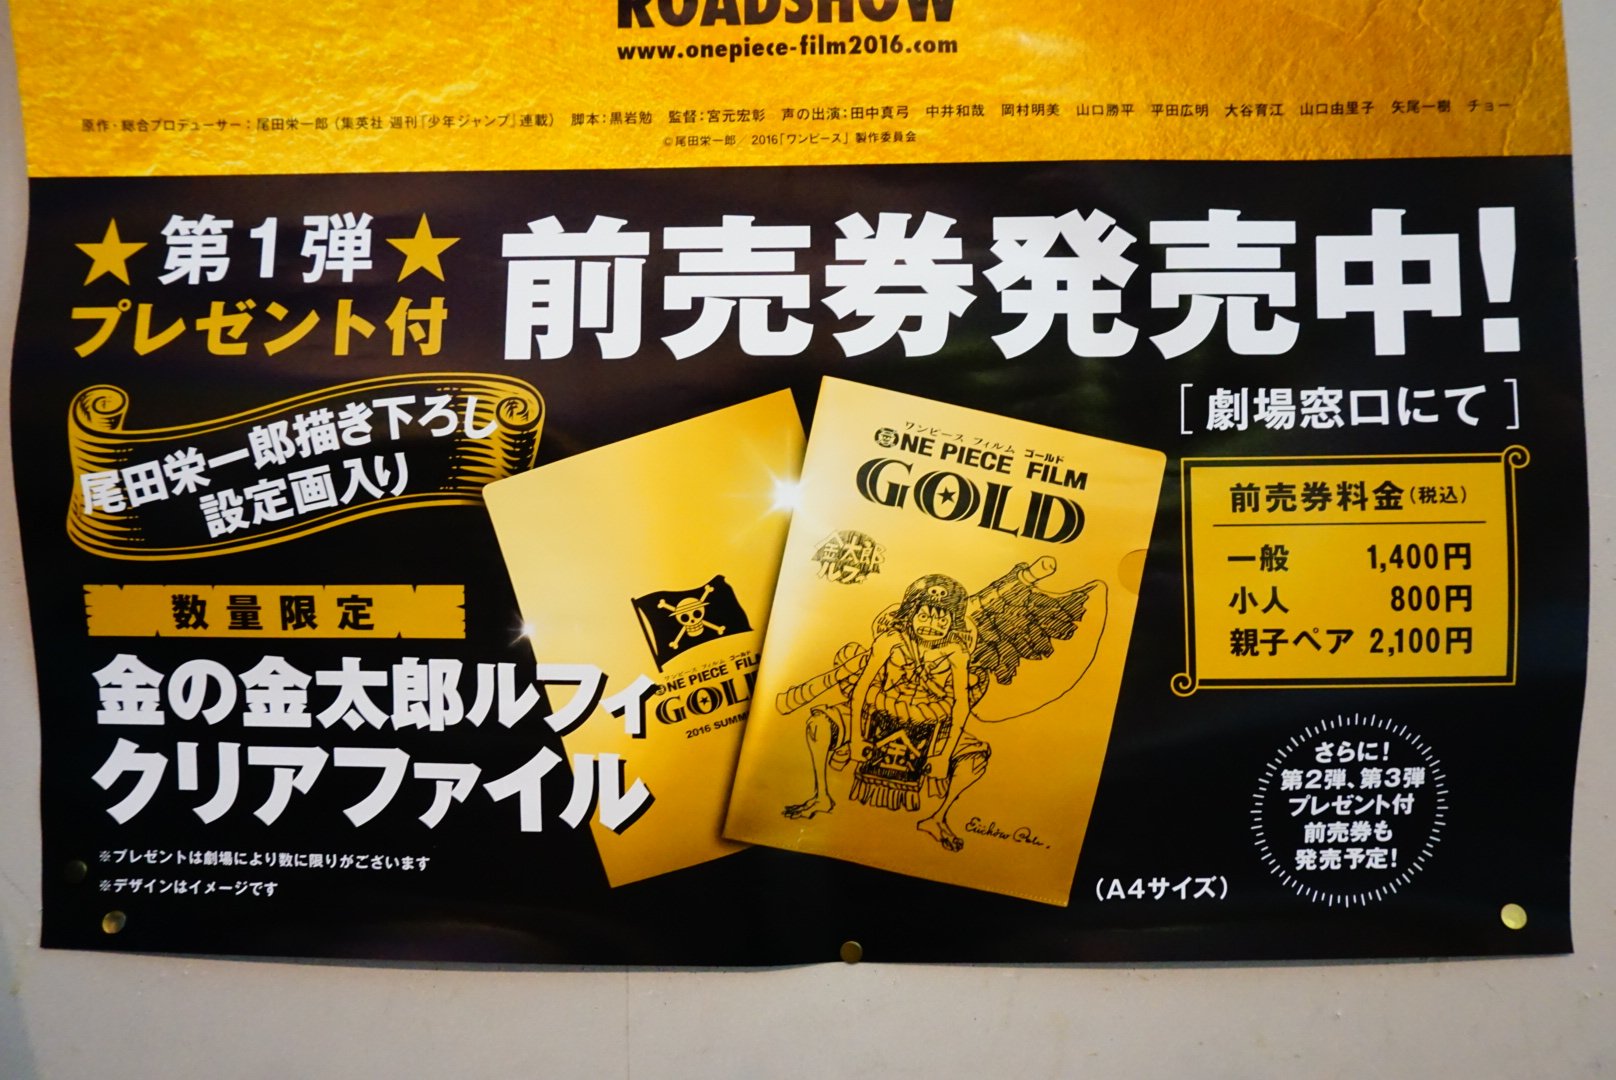 ROADSHOW
www.onepiece-film2016.com
原作・総合プロデューサー：尾田栄一郎（集英社 週刊「少年ジャンプ」連載） 脚本：黒岩勉 監督：宮元宏彰 声の出演：田中真弓 中井和哉 岡村明美 山口勝平 平田広明 大谷育江 山口由里子 矢尾一樹 チョー
©尾田栄一郎／2016「ワンピース」製作委員会
★第1弾★
プレゼント付
前売券発売中！
［劇場窓口にて］
尾田栄一郎描き下ろし
設定画入り
数量限定
金の金太郎ルフィ
クリアファイル
※プレゼントは劇場により数に限りがございます
※デザインはイメージです
ワンピース フィルム ゴールド
ONE PIECE FILM
GOLD
2016 SUMM
ワンピース フィルム ゴールド
ONE PIECE FILM
GOLD
金太郎
ルフィ
金
Eiichiro Oda.
（A4サイズ）
前売券料金（税込）
一般 1,400円
小人 800円
親子ペア 2,100円
さらに！
第2弾、第3弾
プレゼント付
前売券も
発売予定！